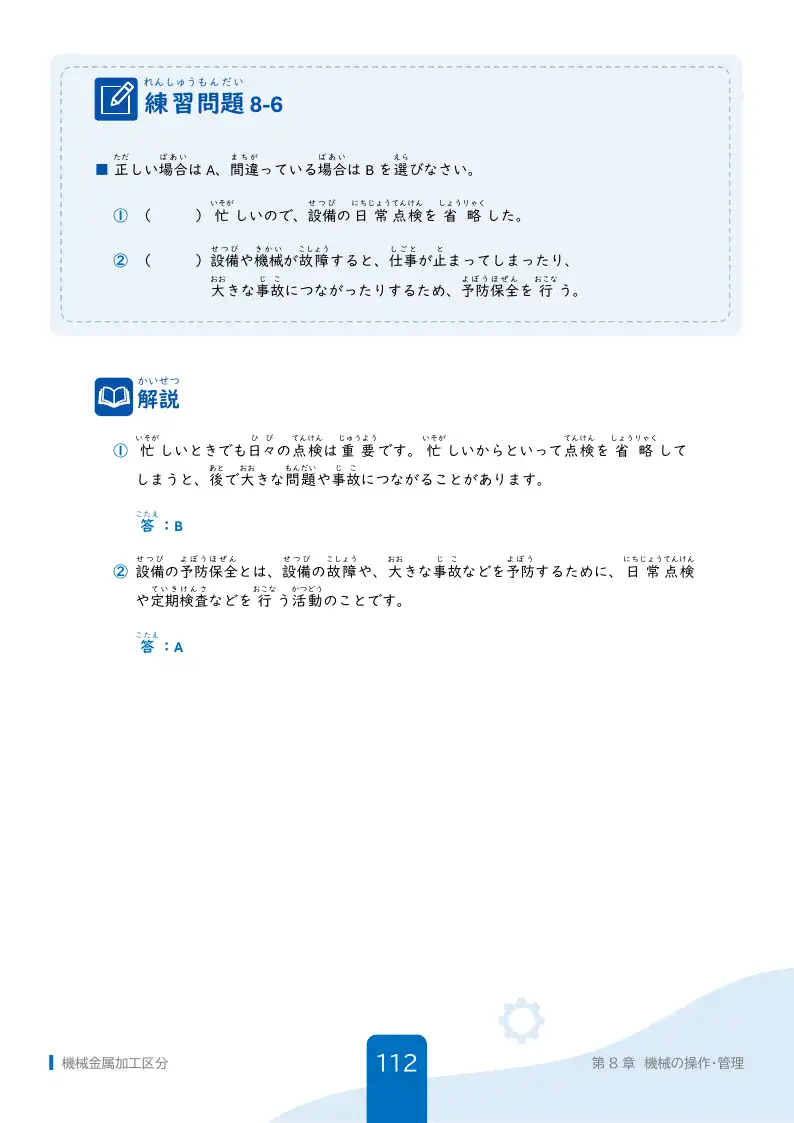 れんしゅうもんだい
練習問題 8-6
ただ ばあい まちが ばあい えら
■ 正しい場合は A、間違っている場合は B を選びなさい。
いそが せつび にちじょうてんけん しょうりゃく
① （　　　）忙しいので、設備の日常点検を省略した。
せつび きかい こしょう しごと と
② （　　　）設備や機械が故障すると、仕事が止まってしまったり、
おお じこ よぼうほぜん おこな
大きな事故につながったりするため、予防保全を行う。
かいせつ
解説
いそが ひび てんけん じゅうよう いそが てんけん しょうりゃく
① 忙しいときでも日々の点検は重要です。忙しいからといって点検を省略して
あと おお もんだい じこ
しまうと、後で大きな問題や事故につながることがあります。
こたえ
答：B
せつび よぼうほぜん せつび こしょう おお じこ よぼう にちじょうてんけん
② 設備の予防保全とは、設備の故障や、大きな事故などを予防するために、日常点検
ていきけんさ おこな かつどう
や定期検査などを行う活動のことです。
こたえ
答：A
機械金属加工区分
112
第 8 章 機械の操作･管理